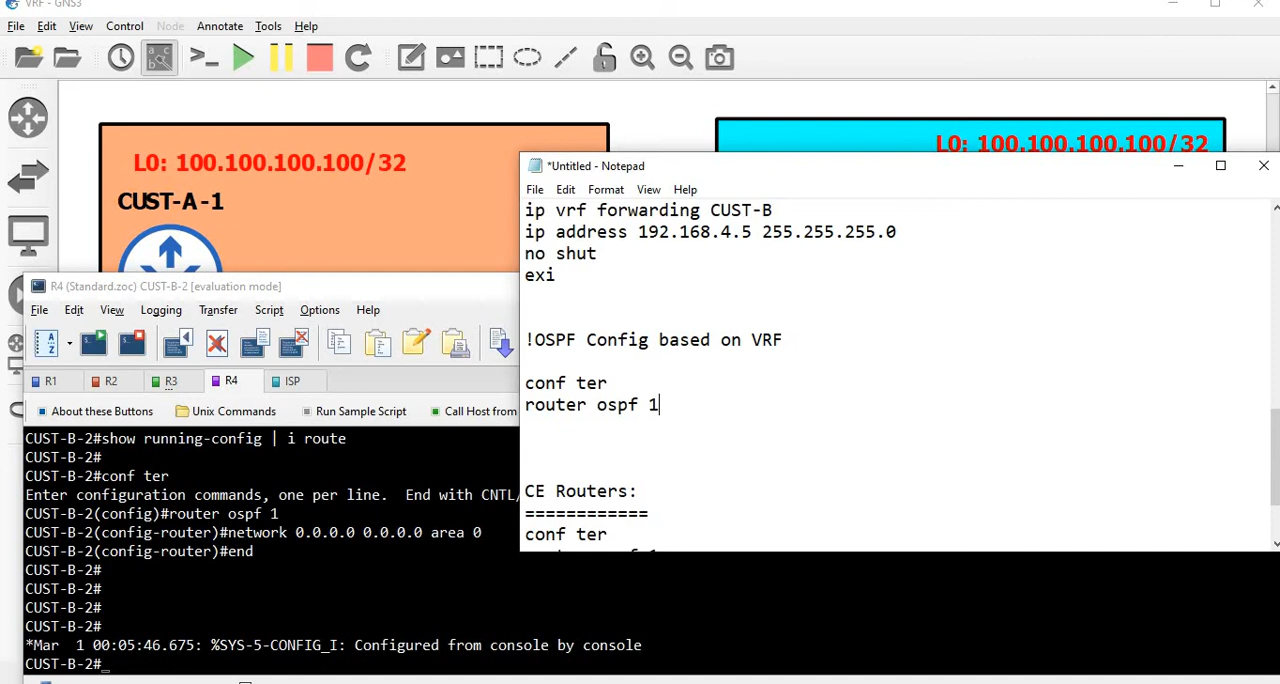 VRF - GNS3
File Edit View Control Node Annotate Tools Help
L0: 100.100.100.100/32
CUST-A-1
L0: 100.100.100.100/32
*Untitled - Notepad
File Edit Format View Help
ip vrf forwarding CUST-B
ip address 192.168.4.5 255.255.255.0
no shut
exi
!OSPF Config based on VRF
conf ter
router ospf 1
CE Routers:
============
conf ter
R4 (Standard.zoc) CUST-B-2 [evaluation mode]
File Edit View Logging Transfer Script Options Help
R1 R2 R3 R4 ISP
About these Buttons Unix Commands Run Sample Script Call Host from
CUST-B-2#show running-config | i route
CUST-B-2#
CUST-B-2#conf ter
Enter configuration commands, one per line.  End with CNTL/
CUST-B-2(config)#router ospf 1
CUST-B-2(config-router)#network 0.0.0.0 0.0.0.0 area 0
CUST-B-2(config-router)#end
CUST-B-2#
CUST-B-2#
CUST-B-2#
CUST-B-2#
*Mar  1 00:05:46.675: %SYS-5-CONFIG_I: Configured from console by console
CUST-B-2#